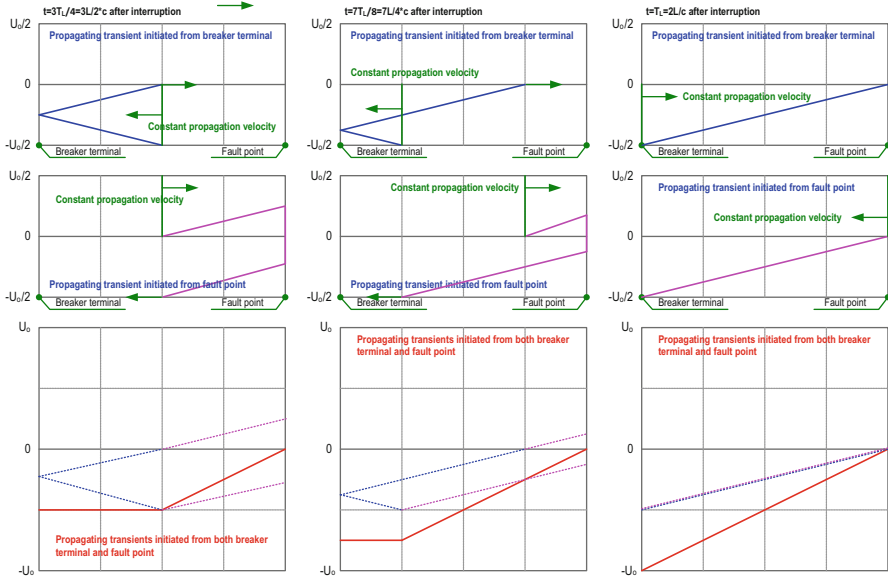 t=3T_L/4=3L/2*c after interruption
U₀/2
Propagating transient initiated from breaker terminal
0
Constant propagation velocity
-U₀/2
Breaker terminal
Fault point
U₀/2
Constant propagation velocity
0
Propagating transient initiated from fault point
-U₀/2
Breaker terminal
Fault point
U₀
0
Propagating transients initiated from both breaker
terminal and fault point
-U₀
t=7T_L/8=7L/4*c after interruption
U₀/2
Propagating transient initiated from breaker terminal
Constant propagation velocity
0
-U₀/2
Breaker terminal
Fault point
U₀/2
Constant propagation velocity
0
Propagating transient initiated from fault point
-U₀/2
Breaker terminal
Fault point
U₀
Propagating transients initiated from both breaker
terminal and fault point
0
-U₀
t=T_L=2L/c after interruption
U₀/2
Propagating transient initiated from breaker terminal
0
Constant propagation velocity
-U₀/2
Breaker terminal
Fault point
U₀/2
Propagating transient initiated from fault point
Constant propagation velocity
0
-U₀/2
Breaker terminal
Fault point
U₀
Propagating transients initiated from both breaker
terminal and fault point
0
-U₀